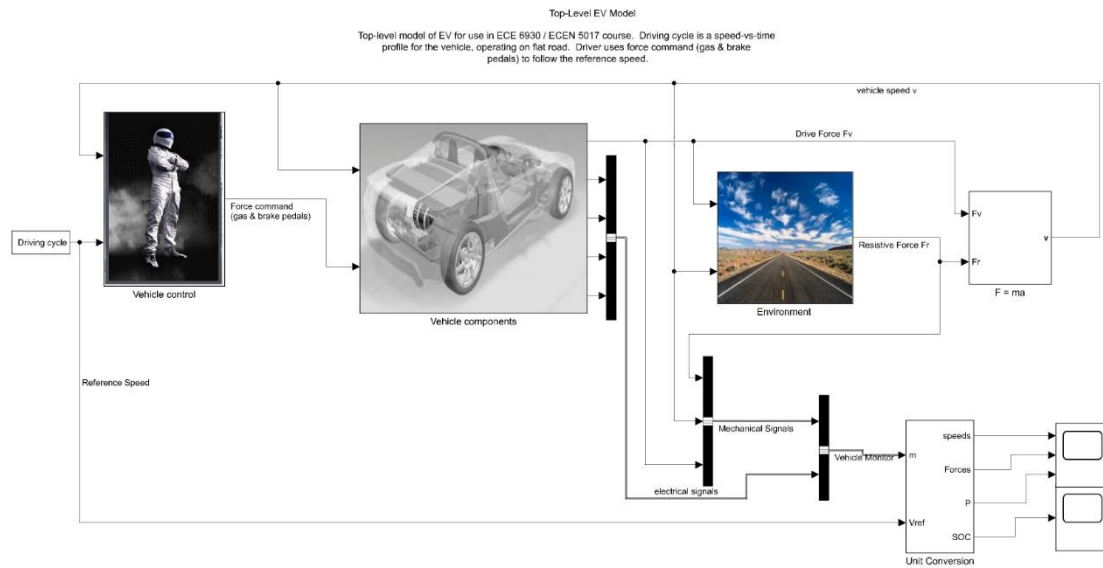 Top-Level EV Model
Top-level model of EV for use in ECE 6930 / ECEN 5017 course. Driving cycle is a speed-vs-time
profile for the vehicle, operating on flat road. Driver uses force command (gas & brake
pedals) to follow the reference speed.
vehicle speed v
Drive Force Fv
Force command
(gas & brake pedals)
Driving cycle
Vehicle control
Vehicle components
Resistive Force Fr
Environment
Fv
Fr
v
F = ma
Reference Speed
Mechanical Signals
electrical signals
Vehicle Monitor
m
Vref
speeds
Forces
P
SOC
Unit Conversion